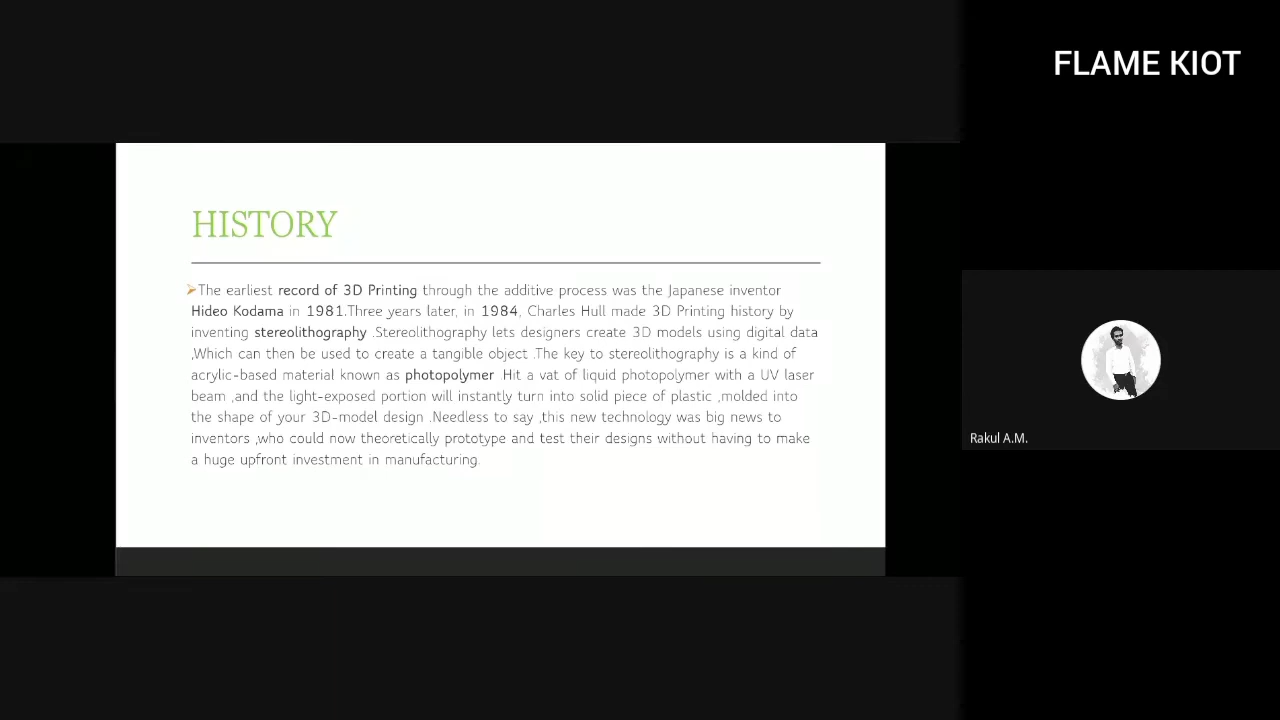 FLAME KIOT
HISTORY
➢The earliest record of 3D Printing through the additive process was the Japanese inventor
Hideo Kodama in 1981.Three years later, in 1984, Charles Hull made 3D Printing history by
inventing stereolithography .Stereolithography lets designers create 3D models using digital data
,Which can then be used to create a tangible object .The key to stereolithography is a kind of
acrylic-based material known as photopolymer .Hit a vat of liquid photopolymer with a UV laser
beam ,and the light-exposed portion will instantly turn into solid piece of plastic ,molded into
the shape of your 3D-model design .Needless to say ,this new technology was big news to
inventors ,who could now theoretically prototype and test their designs without having to make
a huge upfront investment in manufacturing.
Rakul A.M.